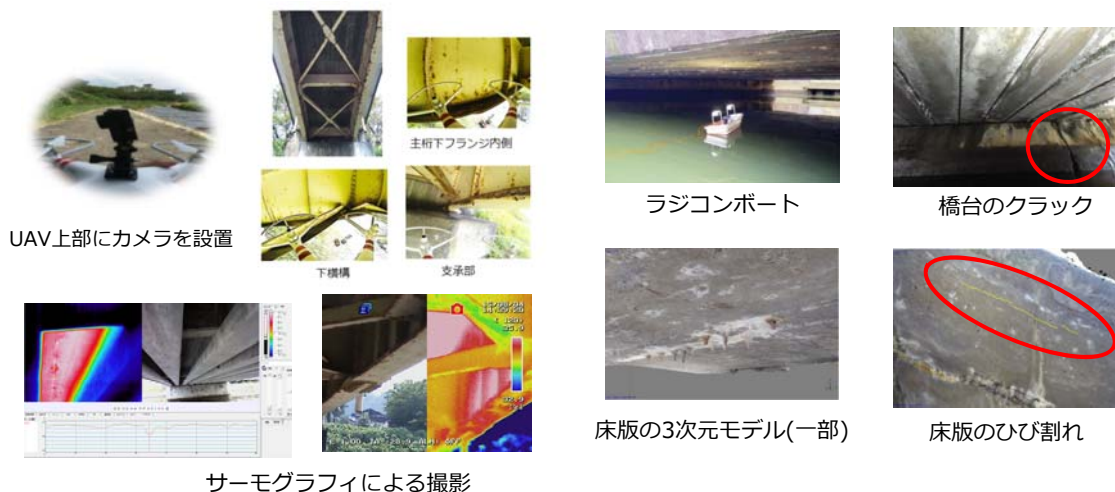 主桁下フランジ内側
UAV上部にカメラを設置
下横構
支承部
サーモグラフィによる撮影
ラジコンボート
橋台のクラック
床版の3次元モデル(一部)
床版のひび割れ